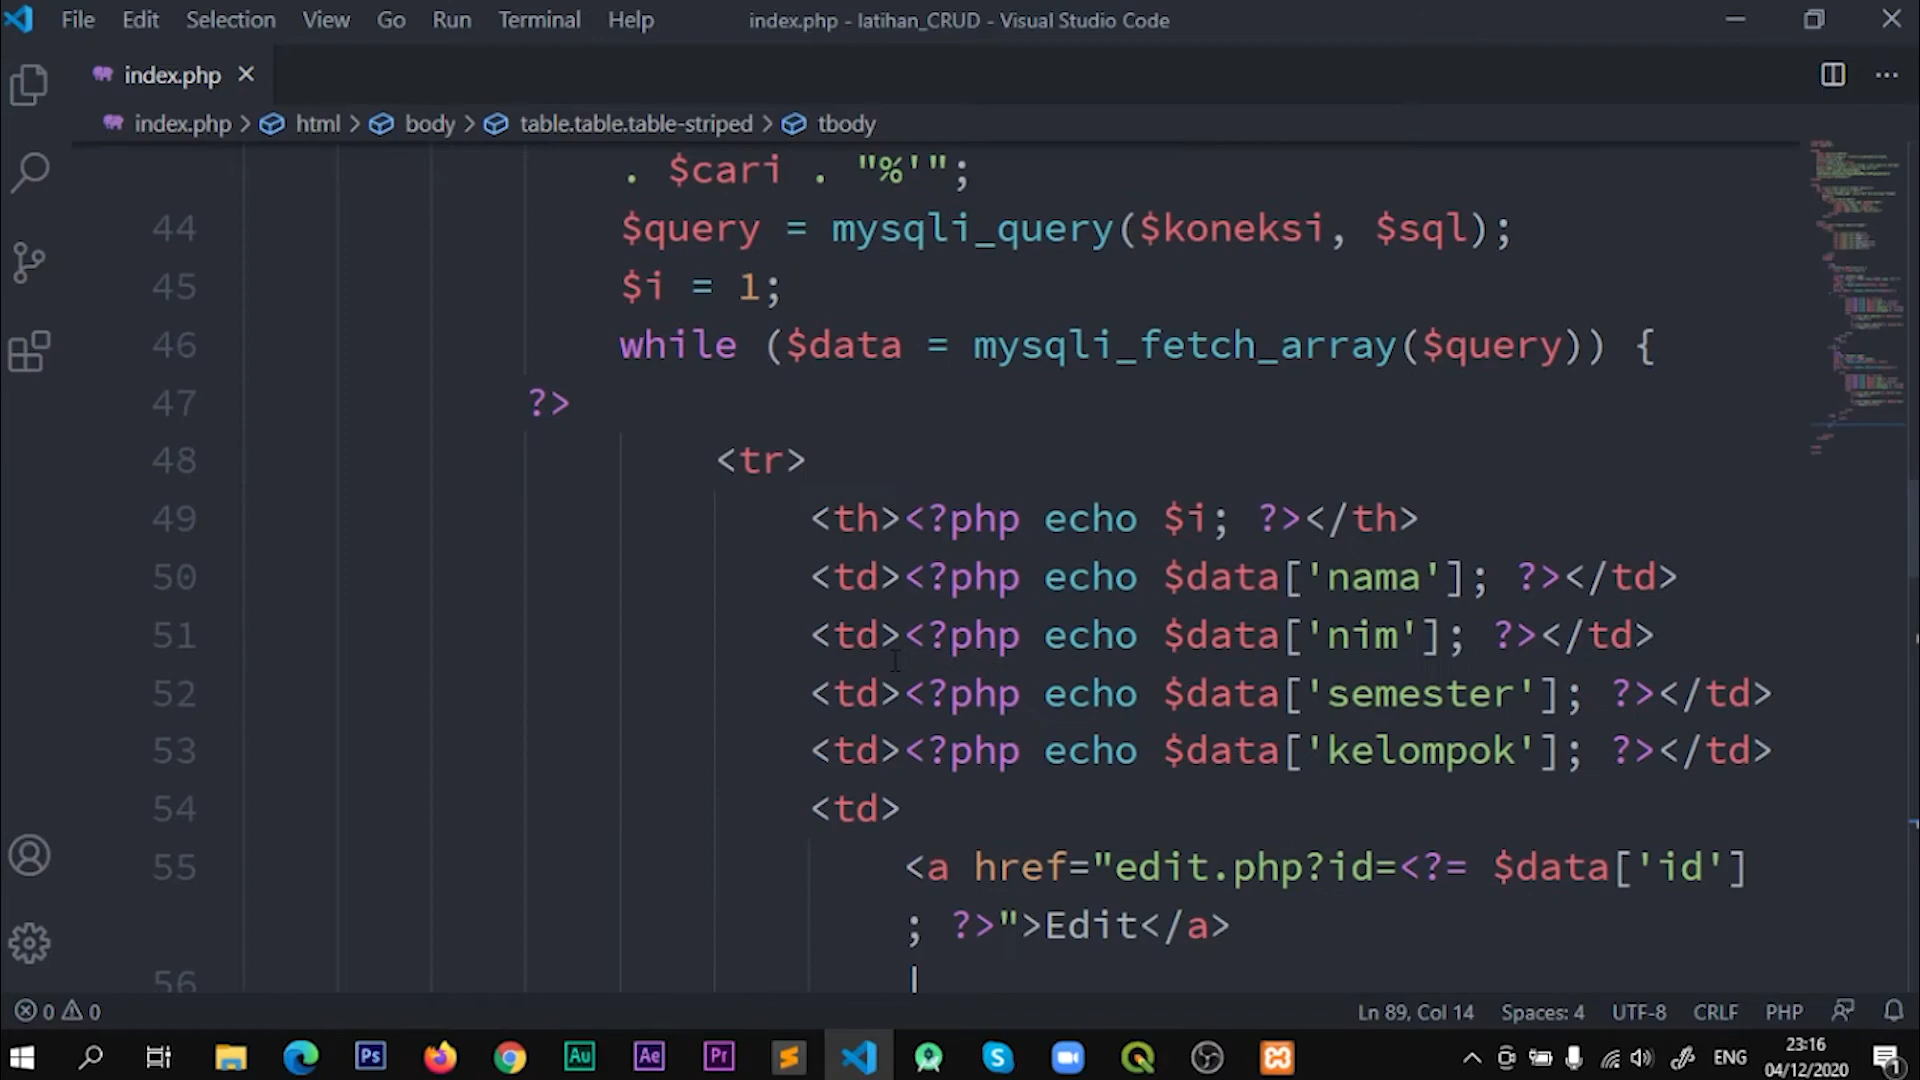 File Edit Selection View Go Run Terminal Help index.php - latihan_CRUD - Visual Studio Code
index.php
index.php > html > body > table.table.table-striped > tbody
. $cari . "%'";
44 $query = mysqli_query($koneksi, $sql);
45 $i = 1;
46 while ($data = mysqli_fetch_array($query)) {
47 ?>
48 <tr>
49 <th><?php echo $i; ?></th>
50 <td><?php echo $data['nama']; ?></td>
51 <td><?php echo $data['nim']; ?></td>
52 <td><?php echo $data['semester']; ?></td>
53 <td><?php echo $data['kelompok']; ?></td>
54 <td>
55 <a href="edit.php?id=<?= $data['id']
; ?>">Edit</a>
56 |
0 0 Ln 89, Col 14 Spaces: 4 UTF-8 CRLF PHP
Ps Au Ae Pr ENG 23:16
04/12/2020 1